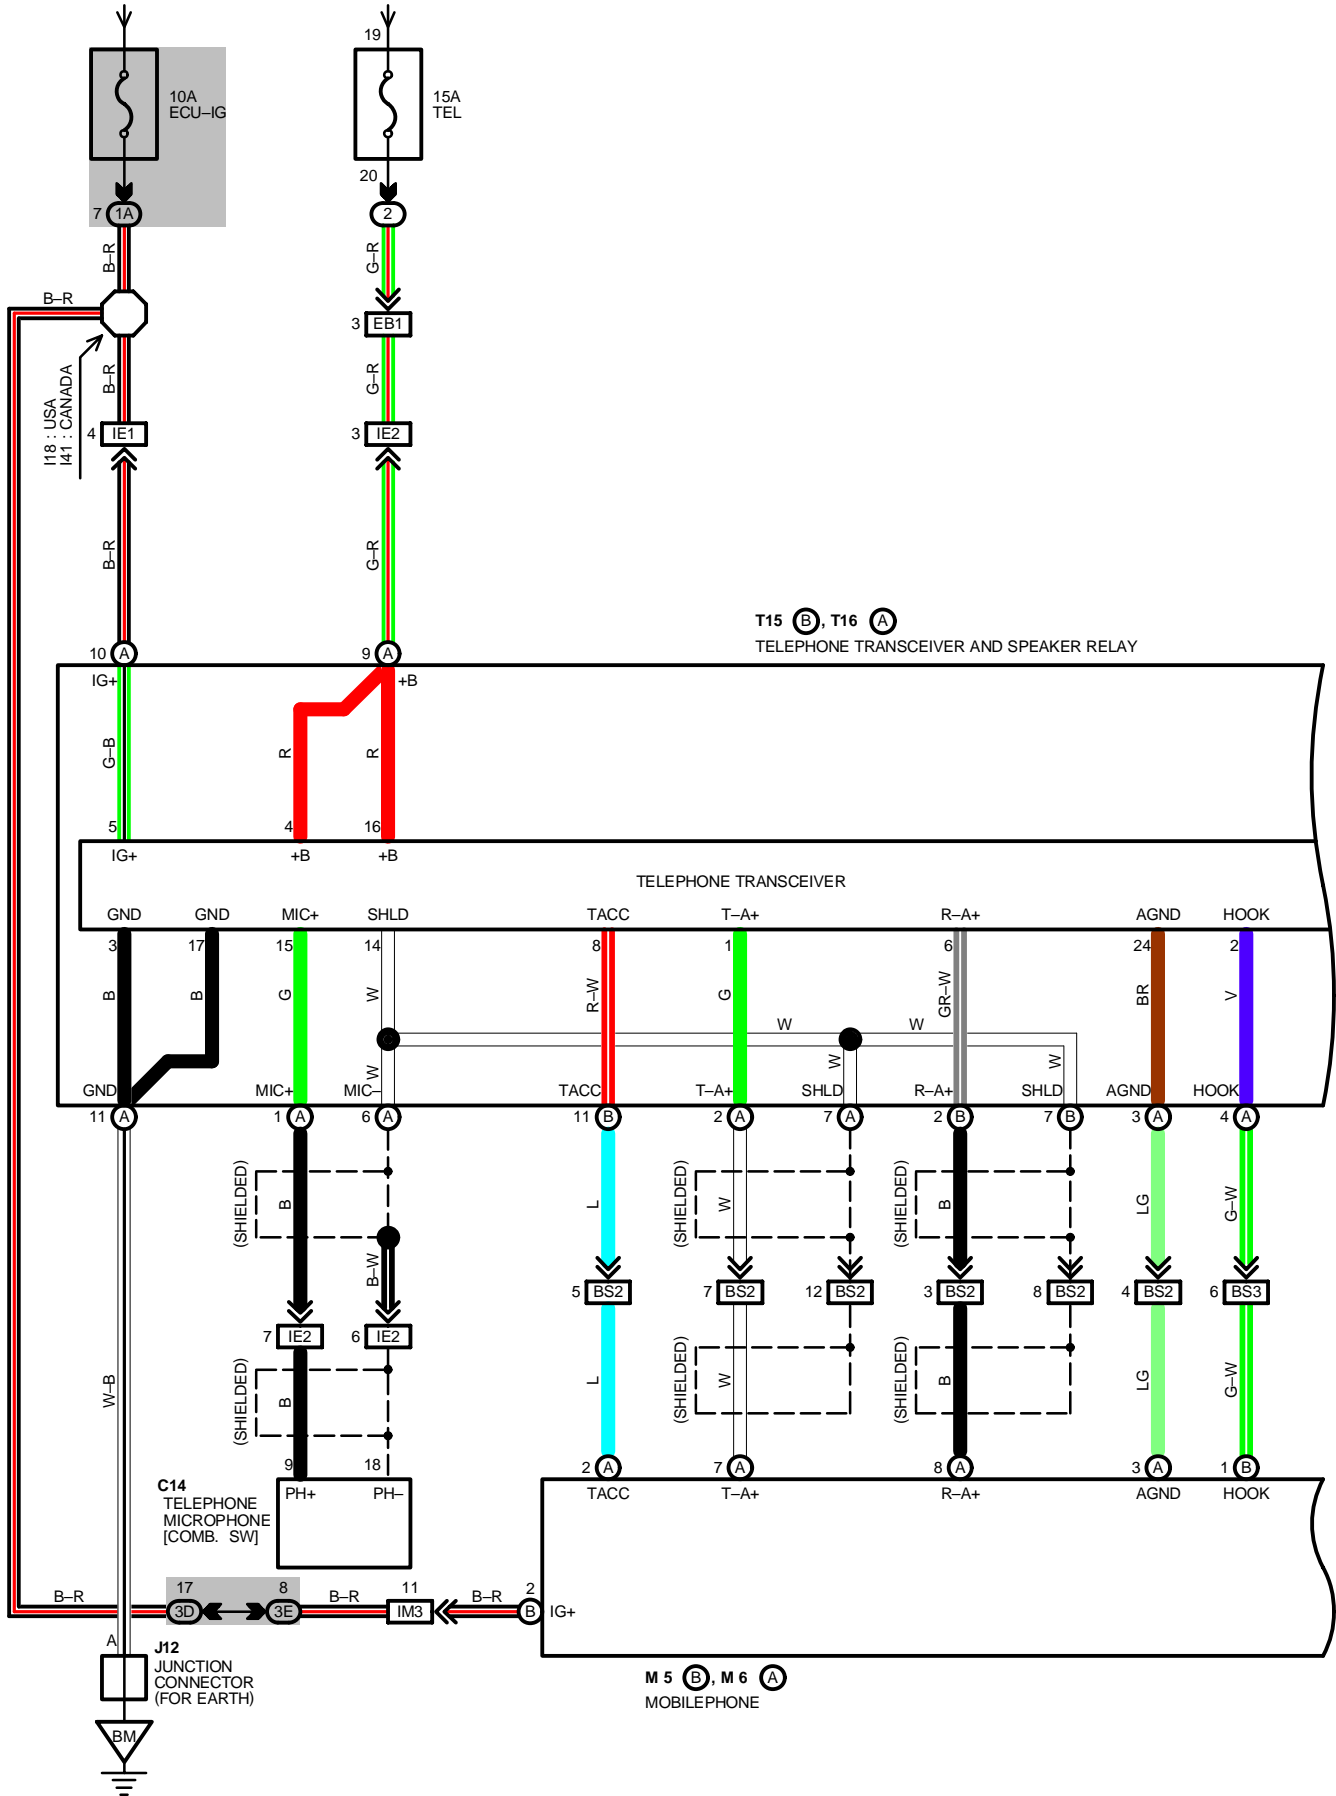 19
10A
ECU–IG
15A
TEL
20
7 1A
2
B–R
G–R
B–R
3 EB1
I18 : USA
I41 : CANADA
B–R
G–R
4 IE1
3 IE2
B–R
G–R
T15 B, T16 A
TELEPHONE TRANSCEIVER AND SPEAKER RELAY
10 A
9 A
IG+
+B
G–B
R
R
5
4
16
IG+
+B
+B
TELEPHONE TRANSCEIVER
GND
GND
MIC+
SHLD
TACC
T–A+
R–A+
AGND
HOOK
3
17
15
14
8
1
6
24
2
B
B
G
W
R–W
G
GR–W
BR
V
W
W
W
W
W
GND
MIC+
MIC–
TACC
T–A+
SHLD
R–A+
SHLD
AGND
HOOK
11 A
1 A
6 A
11 B
2 A
7 A
2 B
7 B
3 A
4 A
(SHIELDED)
B
L
(SHIELDED)
W
(SHIELDED)
B
LG
G–W
B–W
5 BS2
7 BS2
12 BS2
3 BS2
8 BS2
4 BS2
6 BS3
7 IE2
6 IE2
W–B
(SHIELDED)
B
L
(SHIELDED)
W
(SHIELDED)
B
LG
G–W
9
18
2 A
7 A
8 A
3 A
1 B
C14
TELEPHONE
MICROPHONE
[COMB. SW]
PH+
PH–
TACC
T–A+
R–A+
AGND
HOOK
B–R
17
3D
8
3E
B–R
11
IM3
B–R
2
B
IG+
A
J12
JUNCTION
CONNECTOR
(FOR EARTH)
M 5 B, M 6 A
MOBILEPHONE
BM